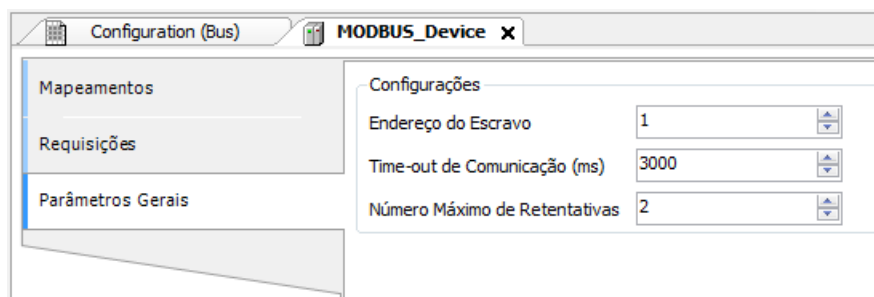 Configuration (Bus) MODBUS_Device x
Mapeamentos
Requisições
Parâmetros Gerais
Configurações
Endereço do Escravo 1
Time-out de Comunicação (ms) 3000
Número Máximo de Retentativas 2